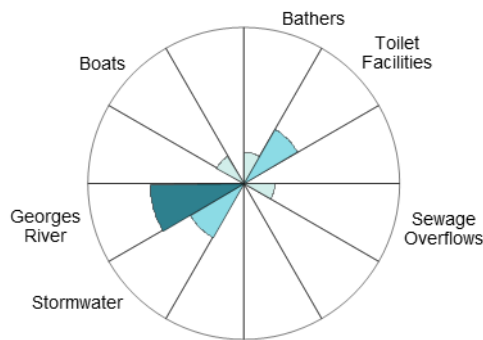 Bathers
Toilet
Facilities
Boats
Georges
River
Sewage
Overflows
Stormwater